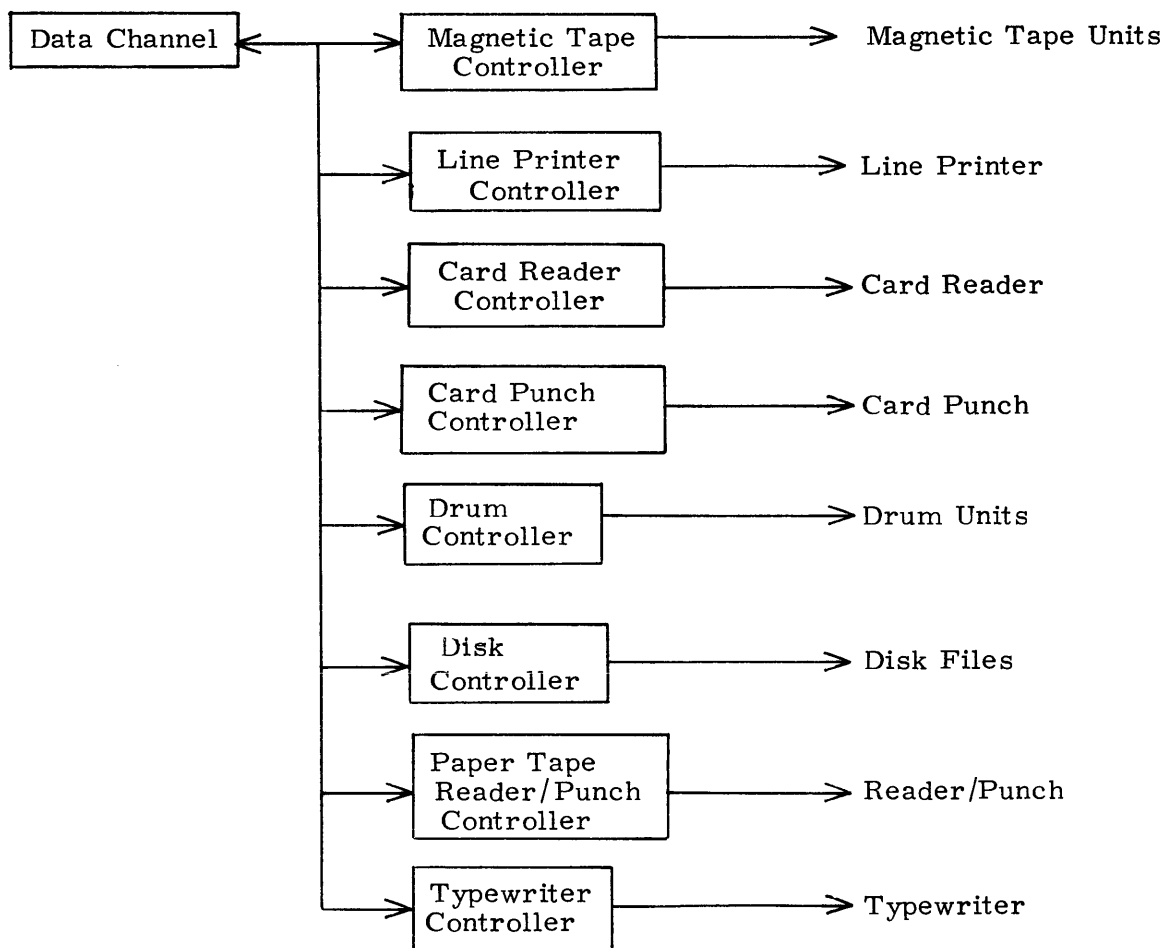 Data Channel
Magnetic Tape
Controller
Magnetic Tape Units
Line Printer
Controller
Line Printer
Card Reader
Controller
Card Reader
Card Punch
Controller
Card Punch
Drum
Controller
Drum Units
Disk
Controller
Disk Files
Paper Tape
Reader/Punch
Controller
Reader/Punch
Typewriter
Controller
Typewriter